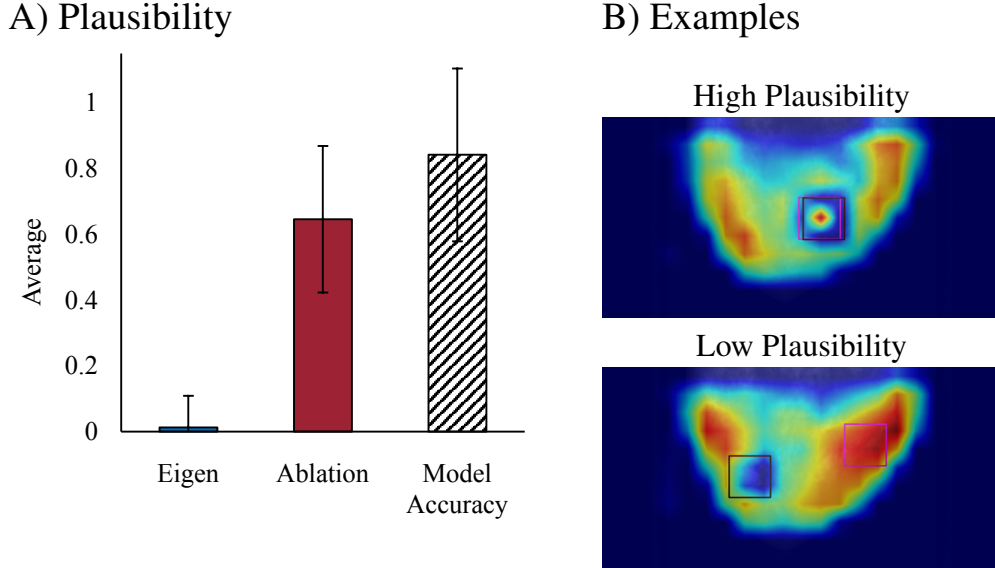 A) Plausibility
Average
1
0.8
0.6
0.4
0.2
0
Eigen
Ablation
Model
Accuracy
B) Examples
High Plausibility
Low Plausibility